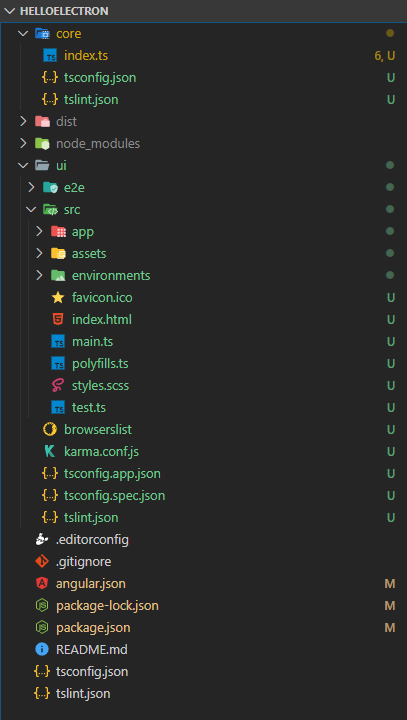 HELLOELECTRON
core
index.ts 6, U
tsconfig.json U
tslint.json U
dist
node_modules
ui
e2e
src
app
assets
environments
favicon.ico U
index.html U
main.ts U
polyfills.ts U
styles.scss U
test.ts U
browserslist U
karma.conf.js U
tsconfig.app.json U
tsconfig.spec.json U
tslint.json U
.editorconfig
.gitignore
angular.json M
package-lock.json M
package.json M
README.md
tsconfig.json
tslint.json